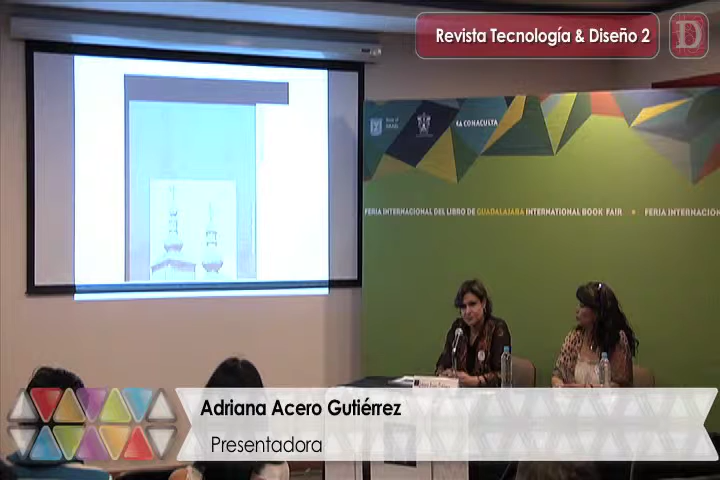 Revista Tecnología & Diseño 2
D
& CONACULTA
FERIA INTERNACIONAL DEL LIBRO DE GUADALAJARA INTERNATIONAL BOOK FAIR • FERIA INTERNACIÓN
Adriana Acero Gutiérrez
Presentadora